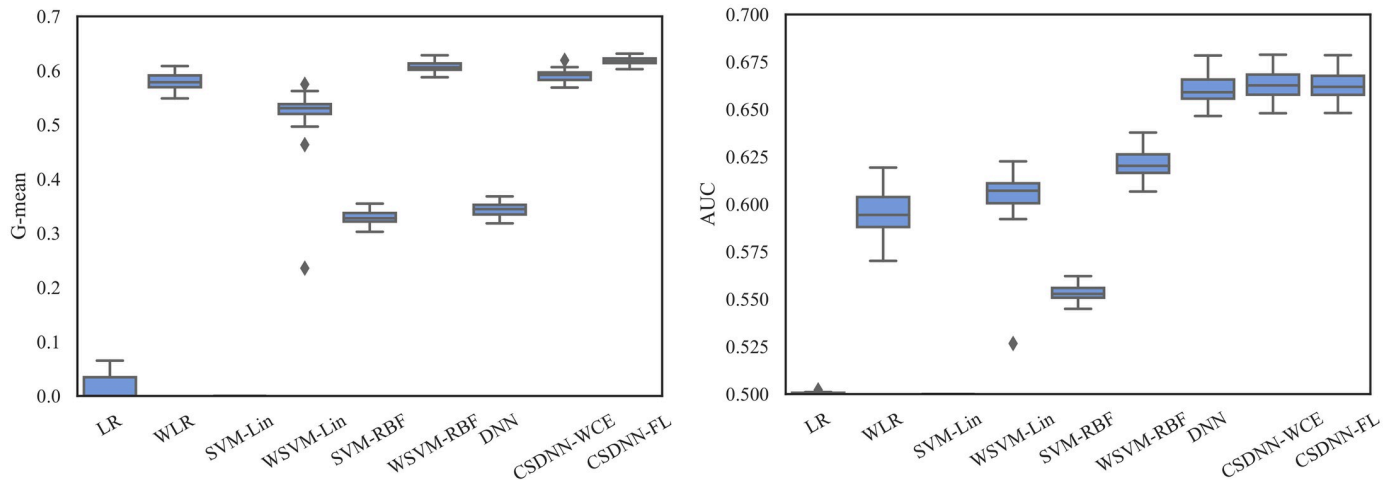 G-mean
0.7
0.6
0.5
0.4
0.3
0.2
0.1
0.0
LR
WLR
SVM-Lin
WSVM-Lin
SVM-RBF
WSVM-RBF
DNN
CSDNN-WCE
CSDNN-FL
AUC
0.700
0.675
0.650
0.625
0.600
0.575
0.550
0.525
0.500
LR
WLR
SVM-Lin
WSVM-Lin
SVM-RBF
WSVM-RBF
DNN
CSDNN-WCE
CSDNN-FL